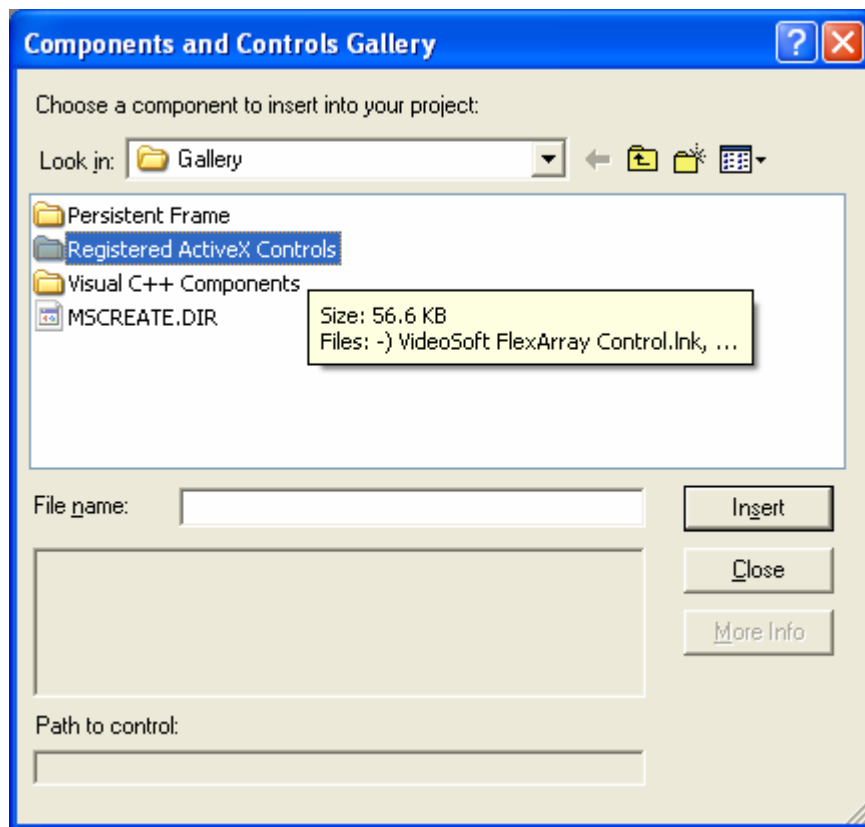 Components and Controls Gallery
Choose a component to insert into your project:
Look in: Gallery
Persistent Frame
Registered ActiveX Controls
Visual C++ Components
MSCREATE.DIR
Size: 56.6 KB
Files: -) VideoSoft FlexArray Control.lnk, ...
File name:
Insert
Close
More Info
Path to control: